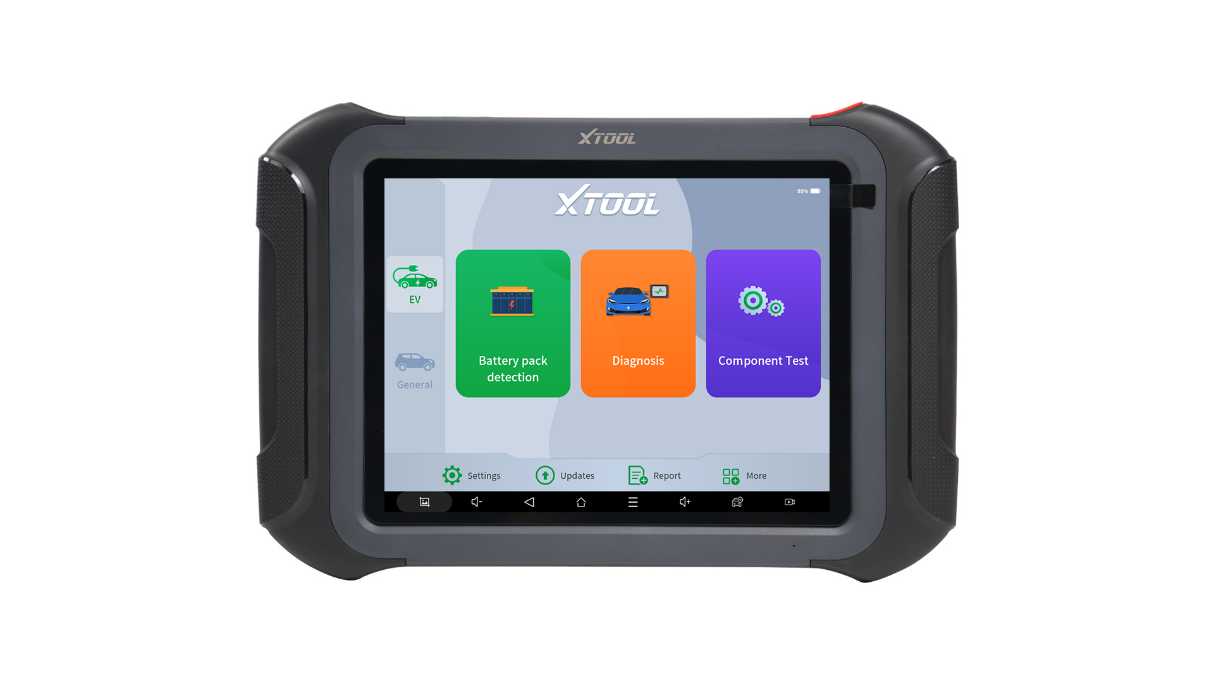 XTOOL
XTOOL
99%
EV
Battery pack
detection
Diagnosis
Component Test
General
Settings
Updates
Report
More